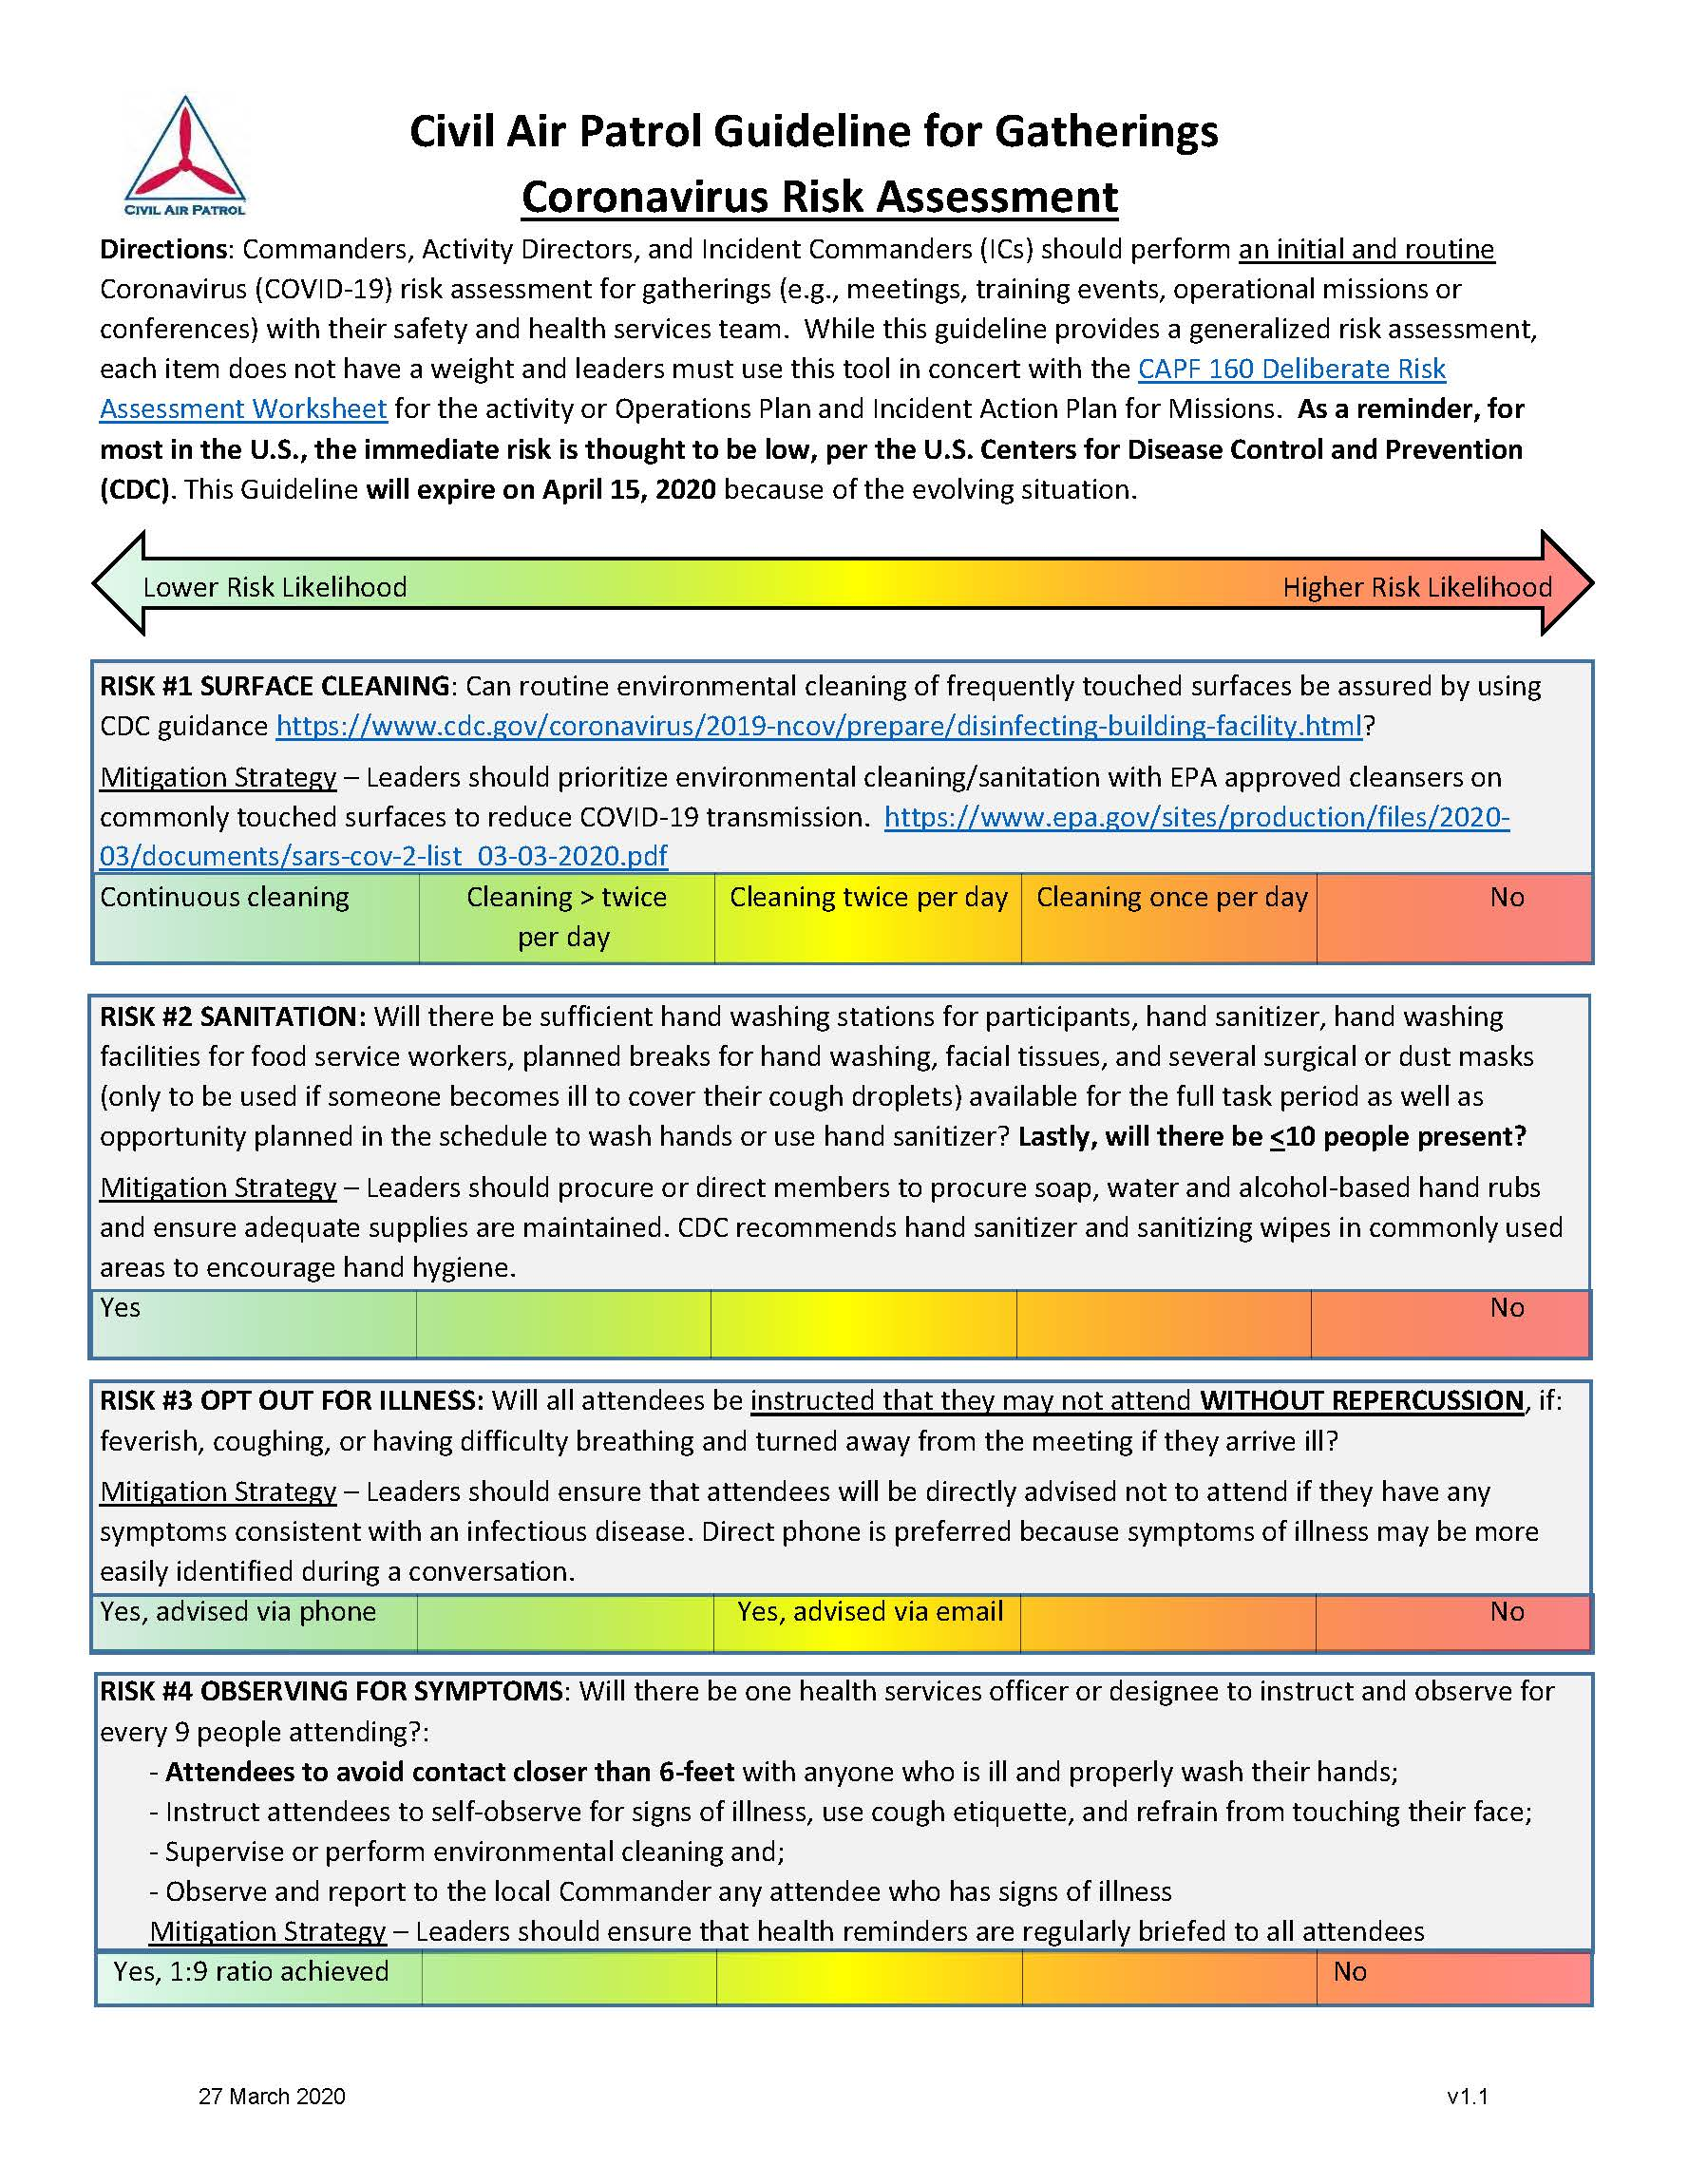 CIVIL AIR PATROL
Civil Air Patrol Guideline for Gatherings
Coronavirus Risk Assessment
Directions: Commanders, Activity Directors, and Incident Commanders (ICs) should perform an initial and routine
Coronavirus (COVID-19) risk assessment for gatherings (e.g., meetings, training events, operational missions or
conferences) with their safety and health services team.  While this guideline provides a generalized risk assessment,
each item does not have a weight and leaders must use this tool in concert with the CAPF 160 Deliberate Risk
Assessment Worksheet for the activity or Operations Plan and Incident Action Plan for Missions.  As a reminder, for
most in the U.S., the immediate risk is thought to be low, per the U.S. Centers for Disease Control and Prevention
(CDC). This Guideline will expire on April 15, 2020 because of the evolving situation.
Lower Risk Likelihood Higher Risk Likelihood
RISK #1 SURFACE CLEANING: Can routine environmental cleaning of frequently touched surfaces be assured by using
CDC guidance https://www.cdc.gov/coronavirus/2019-ncov/prepare/disinfecting-building-facility.html?
Mitigation Strategy – Leaders should prioritize environmental cleaning/sanitation with EPA approved cleansers on
commonly touched surfaces to reduce COVID-19 transmission.  https://www.epa.gov/sites/production/files/2020-
03/documents/sars-cov-2-list_03-03-2020.pdf
Continuous cleaning Cleaning > twice Cleaning twice per day Cleaning once per day No
per day
RISK #2 SANITATION: Will there be sufficient hand washing stations for participants, hand sanitizer, hand washing
facilities for food service workers, planned breaks for hand washing, facial tissues, and several surgical or dust masks
(only to be used if someone becomes ill to cover their cough droplets) available for the full task period as well as
opportunity planned in the schedule to wash hands or use hand sanitizer? Lastly, will there be <10 people present?
Mitigation Strategy – Leaders should procure or direct members to procure soap, water and alcohol-based hand rubs
and ensure adequate supplies are maintained. CDC recommends hand sanitizer and sanitizing wipes in commonly used
areas to encourage hand hygiene.
Yes No
RISK #3 OPT OUT FOR ILLNESS: Will all attendees be instructed that they may not attend WITHOUT REPERCUSSION, if:
feverish, coughing, or having difficulty breathing and turned away from the meeting if they arrive ill?
Mitigation Strategy – Leaders should ensure that attendees will be directly advised not to attend if they have any
symptoms consistent with an infectious disease. Direct phone is preferred because symptoms of illness may be more
easily identified during a conversation.
Yes, advised via phone Yes, advised via email No
RISK #4 OBSERVING FOR SYMPTOMS: Will there be one health services officer or designee to instruct and observe for
every 9 people attending?:
- Attendees to avoid contact closer than 6-feet with anyone who is ill and properly wash their hands;
- Instruct attendees to self-observe for signs of illness, use cough etiquette, and refrain from touching their face;
- Supervise or perform environmental cleaning and;
- Observe and report to the local Commander any attendee who has signs of illness
Mitigation Strategy – Leaders should ensure that health reminders are regularly briefed to all attendees
Yes, 1:9 ratio achieved No
27 March 2020 v1.1